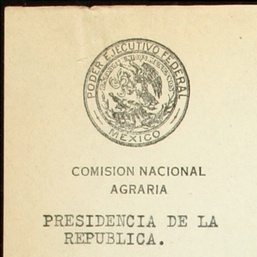 PODER EJECUTIVO FEDERAL
MEXICO
COMISION NACIONAL
AGRARIA
PRESIDENCIA DE LA
REPUBLICA.